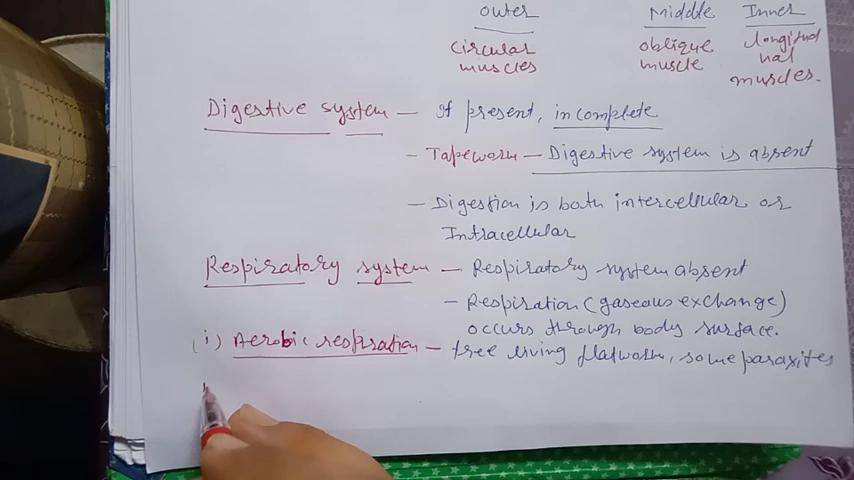 Outer Middle Inner
circular oblique longitud
muscles muscle nal
muscles.
Digestive system — If present, incomplete
- Tapeworm — Digestive system is absent
- Digestion is both intercellular or
Intracellular
Respiratory system — Respiratory system absent
- Respiration (gaseous exchange)
occurs through body surface.
(i) Aerobic respiration — free living flatworm, some parasites